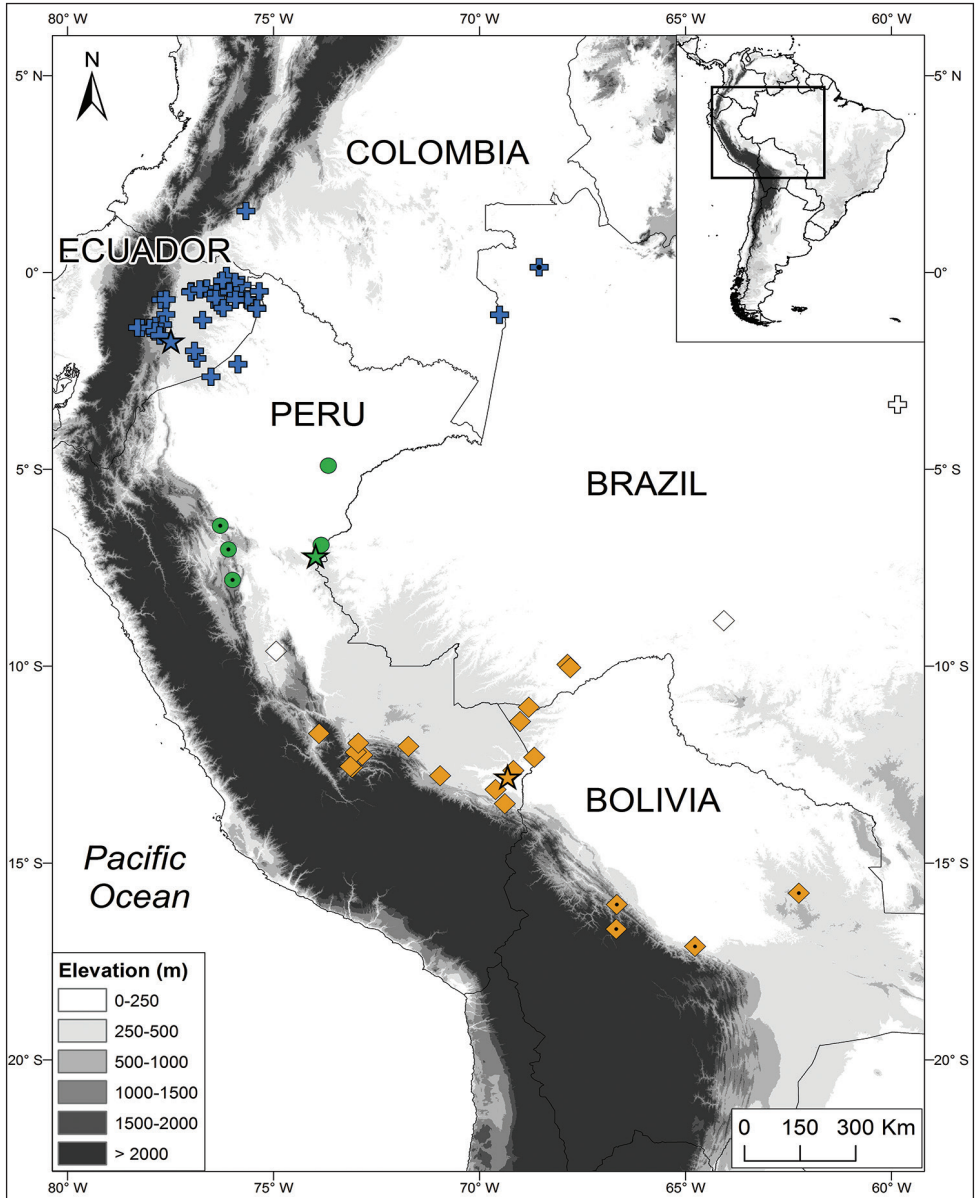 80° W 75° W 70° W 65° W 60° W
N
5° N 5° N
COLOMBIA
ECUADOR
0° 0°
PERU
5° S 5° S
BRAZIL
10° S 10° S
BOLIVIA
Pacific
Ocean
15° S 15° S
Elevation (m)
0-250
250-500
500-1000
1000-1500
1500-2000
> 2000
20° S 20° S
0 150 300 Km
80° W 75° W 70° W 65° W 60° W